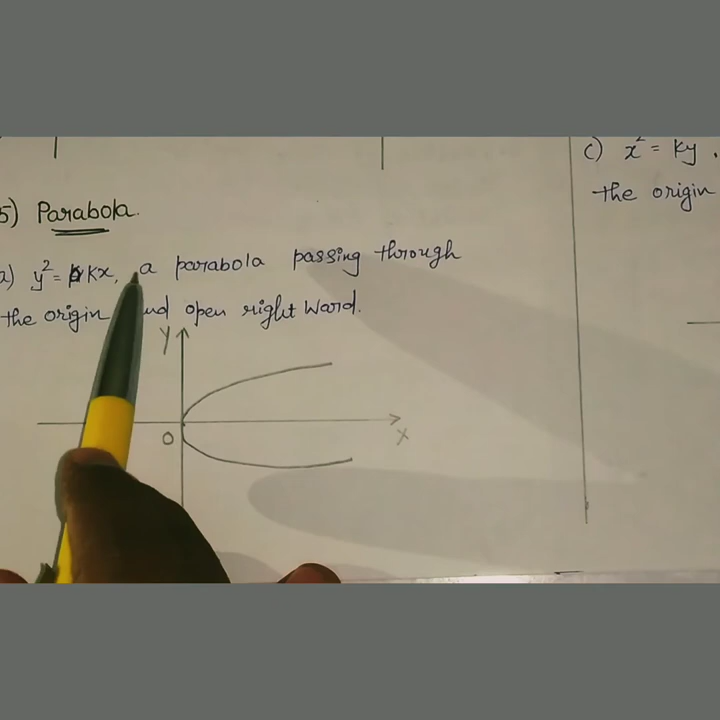 5) Parabola.
a) y² = kx, a parabola passing through
the origin and open right ward.
Y
O
X
c) x² = ky.
the origin